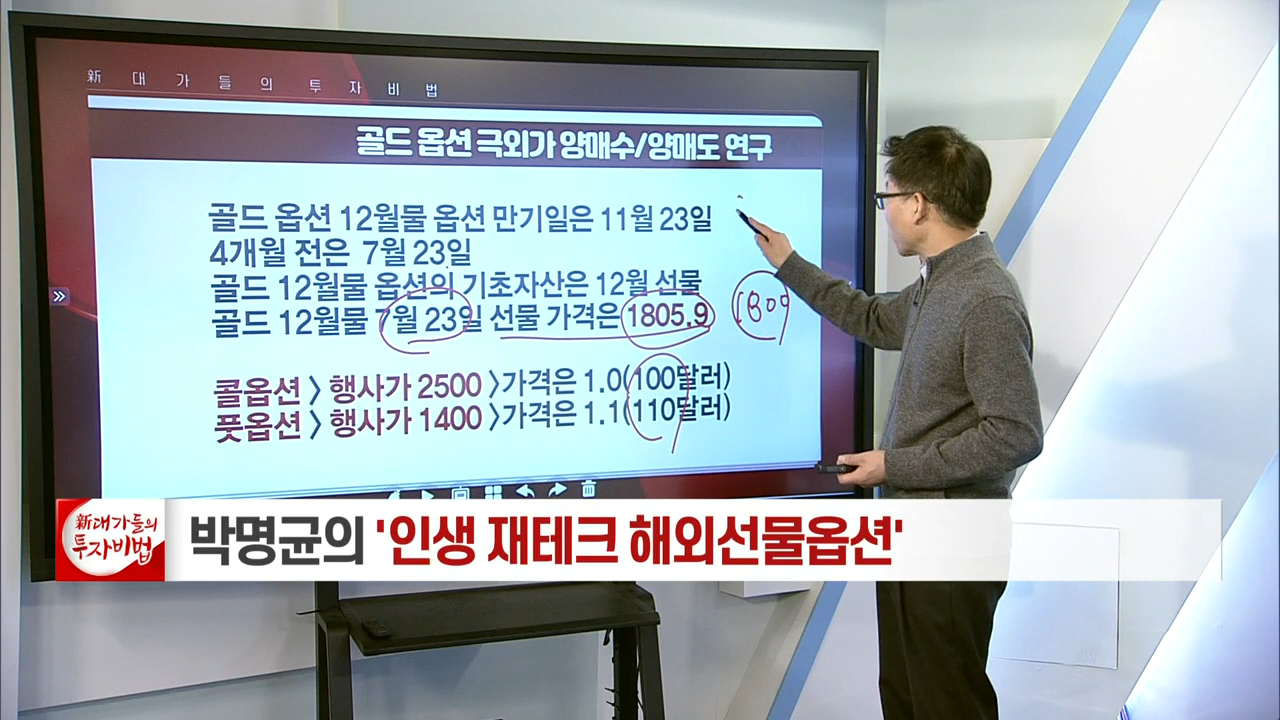 新 대 가 들 의 투 자 비 법
골드 옵션 극외가 양매수/양매도 연구
골드 옵션 12월물 옵션 만기일은 11월 23일
4개월 전은 7월 23일
골드 12월물 옵션의 기초자산은 12월 선물
골드 12월물 7월 23일 선물 가격은 1805.9
1800
콜옵션 > 행사가 2500 >가격은 1.0(100달러)
풋옵션 > 행사가 1400 >가격은 1.1(110달러)
新대가들의
투자비법
박명균의 '인생 재테크 해외선물옵션'